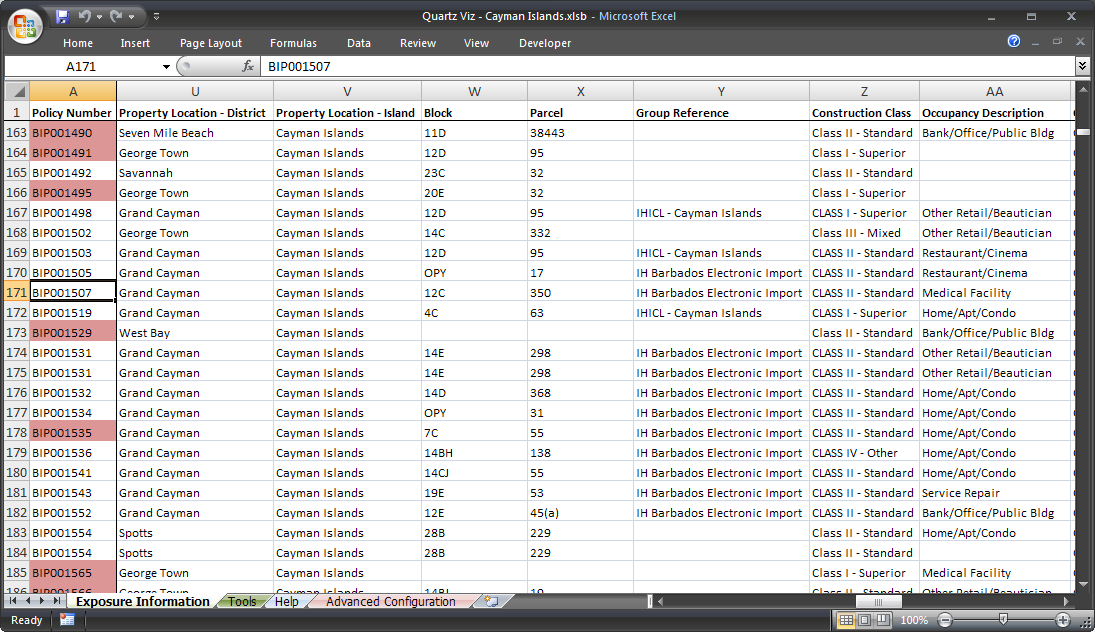 Quartz Viz - Cayman Islands.xlsb - Microsoft Excel
Home Insert Page Layout Formulas Data Review View Developer
A171 fx BIP001507
A U V W X Y Z AA
1 Policy Number Property Location - District Property Location - Island Block Parcel Group Reference Construction Class Occupancy Description
163 BIP001490 Seven Mile Beach Cayman Islands 11D 38443 Class II - Standard Bank/Office/Public Bldg
164 BIP001491 George Town Cayman Islands 12D 95 Class I - Superior
165 BIP001492 Savannah Cayman Islands 23C 32 Class II - Standard
166 BIP001495 George Town Cayman Islands 20E 32 Class I - Superior
167 BIP001498 Grand Cayman Cayman Islands 12D 95 IHICL - Cayman Islands CLASS I - Superior Other Retail/Beautician
168 BIP001502 George Town Cayman Islands 14C 332 Class III - Mixed Other Retail/Beautician
169 BIP001503 Grand Cayman Cayman Islands 12D 95 IHICL - Cayman Islands CLASS II - Standard Restaurant/Cinema
170 BIP001505 Grand Cayman Cayman Islands OPY 17 IH Barbados Electronic Import CLASS II - Standard Restaurant/Cinema
171 BIP001507 Grand Cayman Cayman Islands 12C 350 IH Barbados Electronic Import CLASS II - Standard Medical Facility
172 BIP001519 Grand Cayman Cayman Islands 4C 63 IHICL - Cayman Islands CLASS I - Superior Home/Apt/Condo
173 BIP001529 West Bay Cayman Islands Class II - Standard Bank/Office/Public Bldg
174 BIP001531 Grand Cayman Cayman Islands 14E 298 IH Barbados Electronic Import CLASS II - Standard Other Retail/Beautician
175 BIP001531 Grand Cayman Cayman Islands 14E 298 IH Barbados Electronic Import CLASS II - Standard Other Retail/Beautician
176 BIP001532 Grand Cayman Cayman Islands 14D 368 IH Barbados Electronic Import CLASS II - Standard Home/Apt/Condo
177 BIP001534 Grand Cayman Cayman Islands OPY 31 IH Barbados Electronic Import CLASS II - Standard Home/Apt/Condo
178 BIP001535 Grand Cayman Cayman Islands 7C 55 IH Barbados Electronic Import CLASS II - Standard Home/Apt/Condo
179 BIP001536 Grand Cayman Cayman Islands 14BH 138 IH Barbados Electronic Import CLASS IV - Other Home/Apt/Condo
180 BIP001541 Grand Cayman Cayman Islands 14CJ 55 IH Barbados Electronic Import CLASS II - Standard Home/Apt/Condo
181 BIP001543 Grand Cayman Cayman Islands 19E 53 IH Barbados Electronic Import CLASS II - Standard Service Repair
182 BIP001552 Grand Cayman Cayman Islands 12E 45(a) IH Barbados Electronic Import CLASS II - Standard Bank/Office/Public Bldg
183 BIP001554 Spotts Cayman Islands 28B 229 Class II - Standard Home/Apt/Condo
184 BIP001554 Spotts Cayman Islands 28B 229 Class II - Standard
185 BIP001565 George Town Cayman Islands Class I - Superior Medical Facility
186 BIP001566 George Town Cayman Islands 19 Class II - Standard Other Retail/Beautician
Exposure Information Tools Help Advanced Configuration
Ready 100%